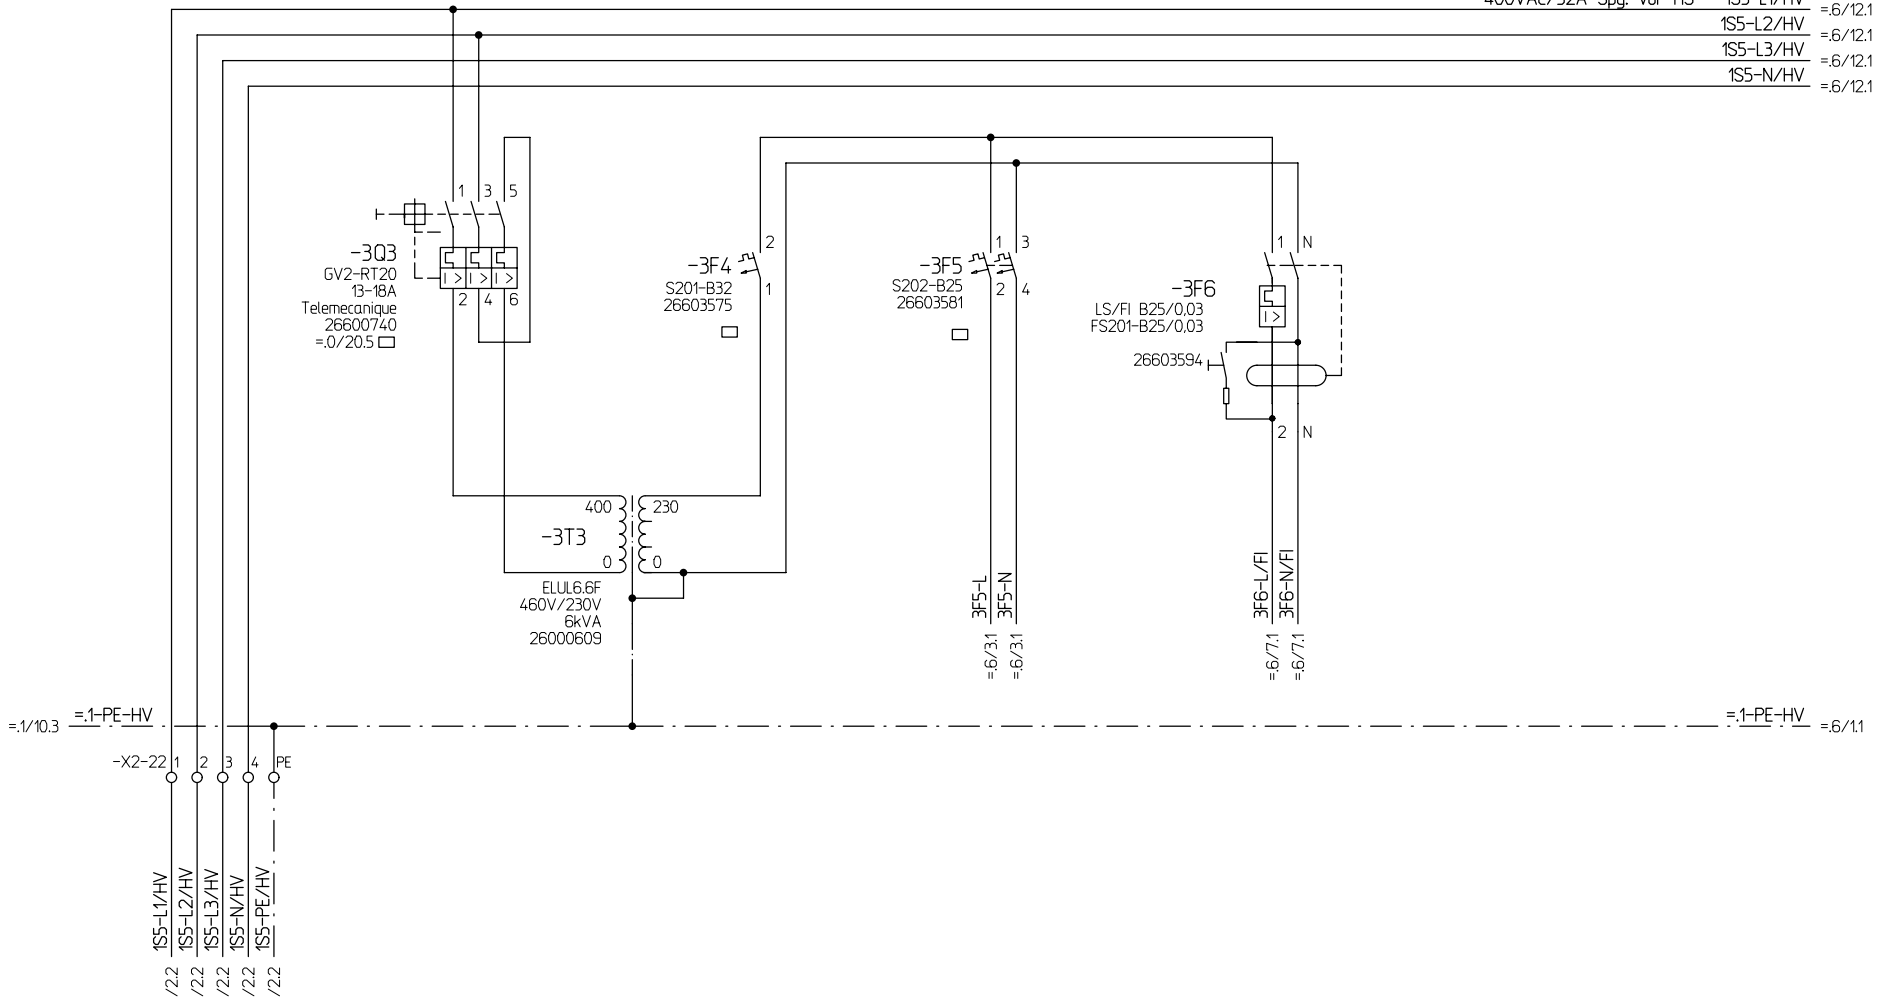 1S5-L1/HV =.6/12.1
1S5-L2/HV =.6/12.1
1S5-L3/HV =.6/12.1
1S5-N/HV =.6/12.1
1 3 5
-3Q3
GV2-RT20
13-18A
Telemecanique
26600740
=.0/20.5
2 4 6
2
-3F4
S201-B32
26603575
1
1 3
-3F5
S202-B25
26603581
2 4
1 N
-3F6
LS/FI B25/0,03
FS201-B25/0,03
I >
26603594
2 N
I > I > I >
400 230
-3T3
0 0
ELUL6.6F
460V/230V
6kVA
26000609
3F5-L
3F5-N
=.6/3.1
=.6/3.1
3F6-L/FI
3F6-N/FI
=.6/7.1
=.6/7.1
=.1/10.3 =.1-PE-HV
=.1-PE-HV =.6/1.1
-X2-22 1 2 3 4 PE
1S5-L1/HV
1S5-L2/HV
1S5-L3/HV
1S5-N/HV
1S5-PE/HV
/2.2
/2.2
/2.2
/2.2
/2.2